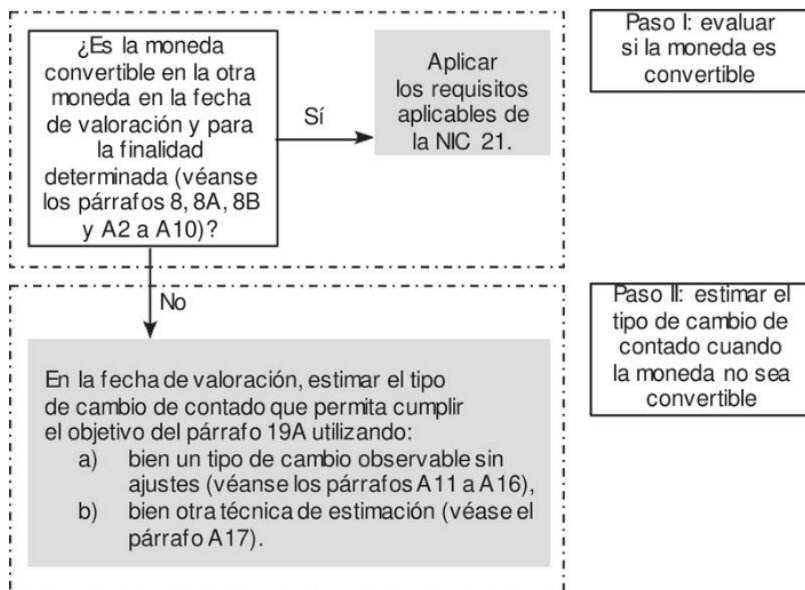 ¿Es la moneda
convertible en la otra
moneda en la fecha
de valoración y para
la finalidad
determinada (véanse
los párrafos 8, 8A, 8B
y A2 a A10)?
Sí
Aplicar
los requisitos
aplicables de
la NIC 21.
Paso I: evaluar
si la moneda es
convertible
No
En la fecha de valoración, estimar el tipo
de cambio de contado que permita cumplir
el objetivo del párrafo 19A utilizando:
a) bien un tipo de cambio observable sin
ajustes (véanse los párrafos A11 a A16),
b) bien otra técnica de estimación (véase el
párrafo A17).
Paso II: estimar el
tipo de cambio de
contado cuando
la moneda no sea
convertible